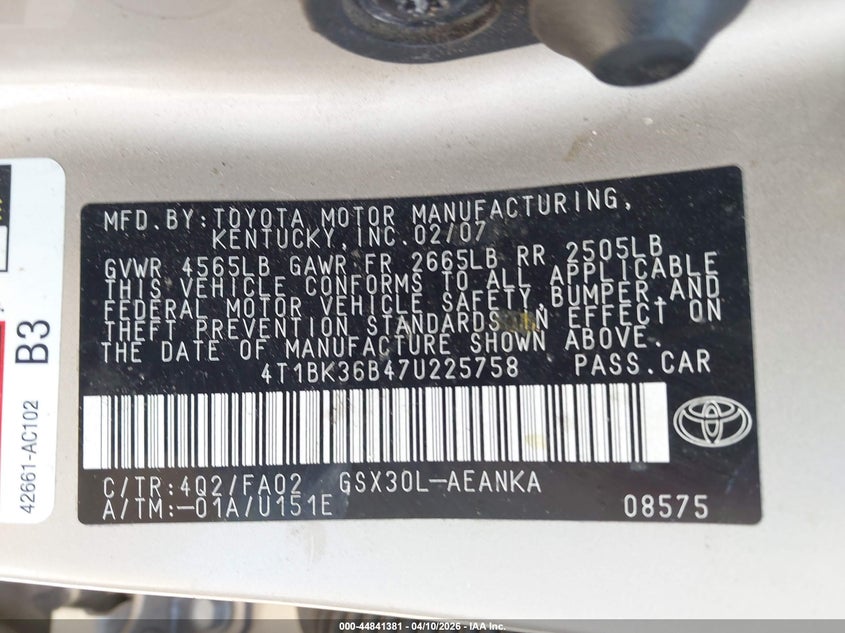 MFD.BY:TOYOTA MOTOR MANUFACTURING,
KENTUCKY, INC.02/07
GVWR 4565LB GAWR FR 2665LB RR 2505LB
THIS VEHICLE CONFORMS TO ALL APPLICABLE
FEDERAL MOTOR VEHICLE SAFETY,BUMPER,AND
THEFT PREVENTION STANDARDS IN EFFECT ON
THE DATE OF MANUFACTURE SHOWN ABOVE.
4T1BK36B47U225758 PASS.CAR
C/TR:4Q2/FA02 GSX30L-AEANKA
A/TM:-01A/U151E 08575
42661-AC102
B3
000-44841381 - 04/10/2026 - IAA Inc.